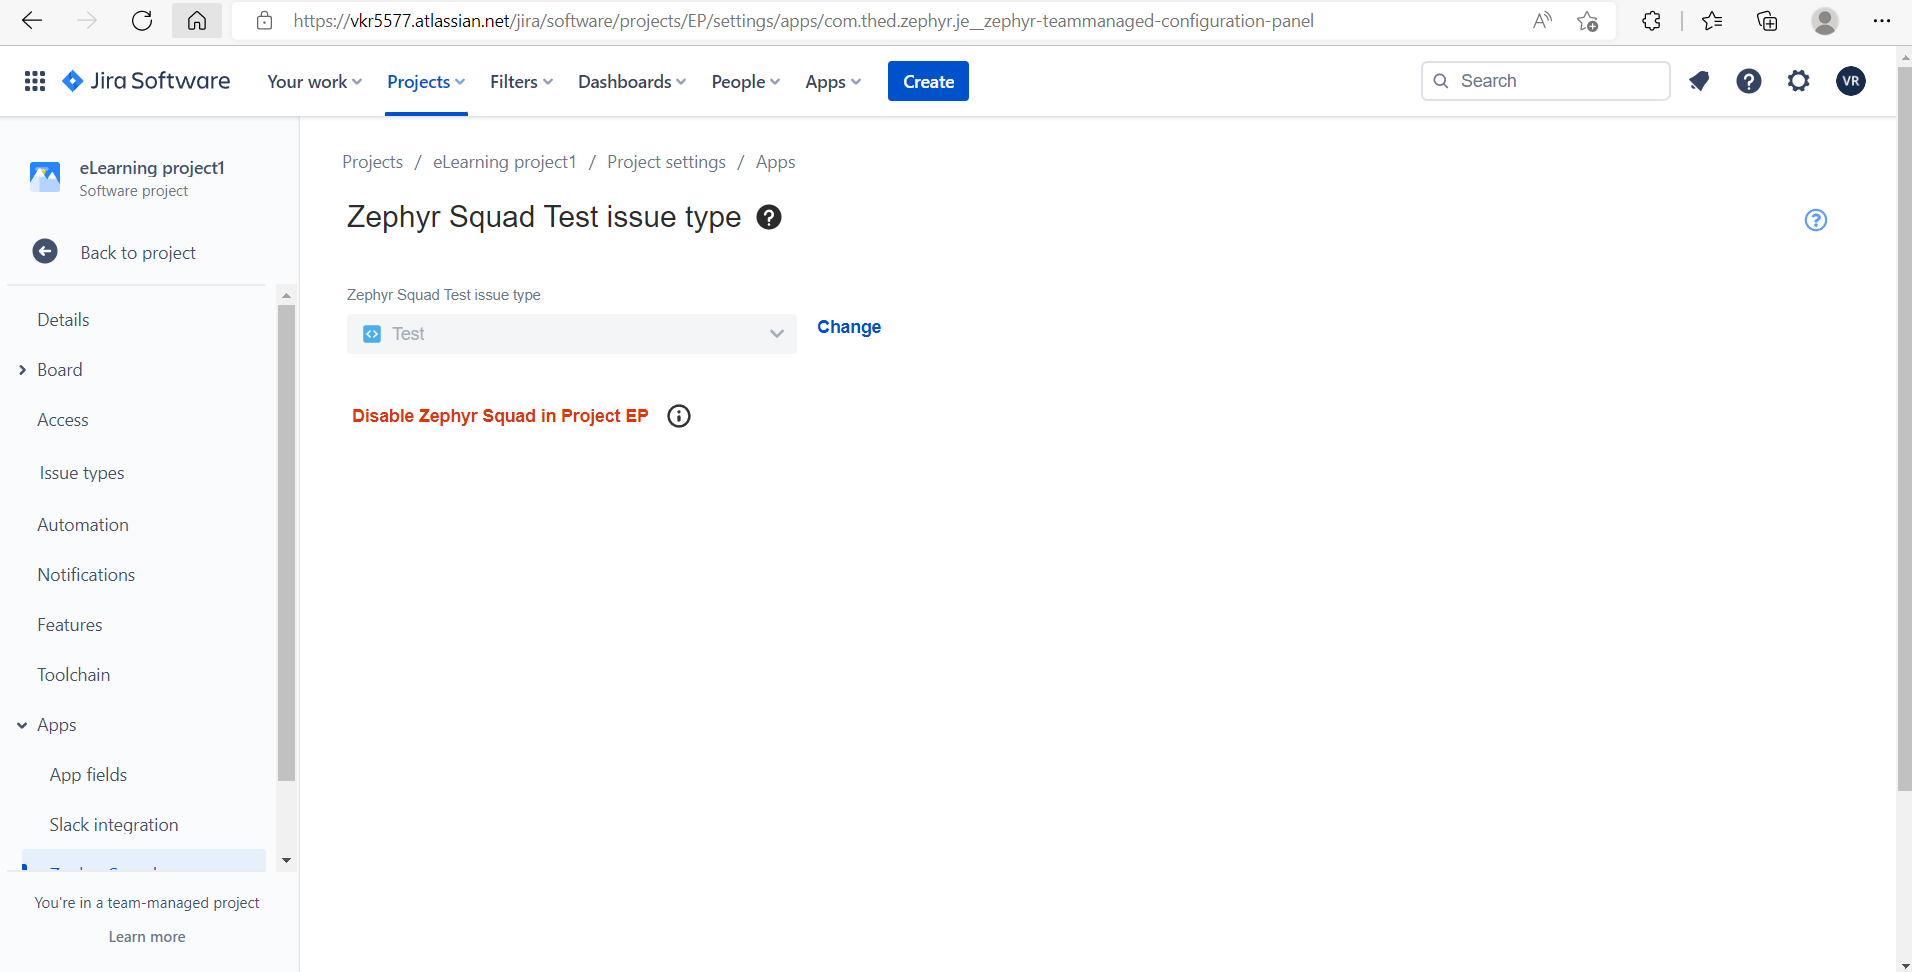 https://vkr5577.atlassian.net/jira/software/projects/EP/settings/apps/com.thed.zephyr.je__zephyr-teammanaged-configuration-panel
Jira Software Your work Projects Filters Dashboards People Apps Create Search VR
eLearning project1
Software project
Back to project
Details
Board
Access
Issue types
Automation
Notifications
Features
Toolchain
Apps
App fields
Slack integration
You're in a team-managed project
Learn more
Projects / eLearning project1 / Project settings / Apps
Zephyr Squad Test issue type
Zephyr Squad Test issue type
Test Change
Disable Zephyr Squad in Project EP